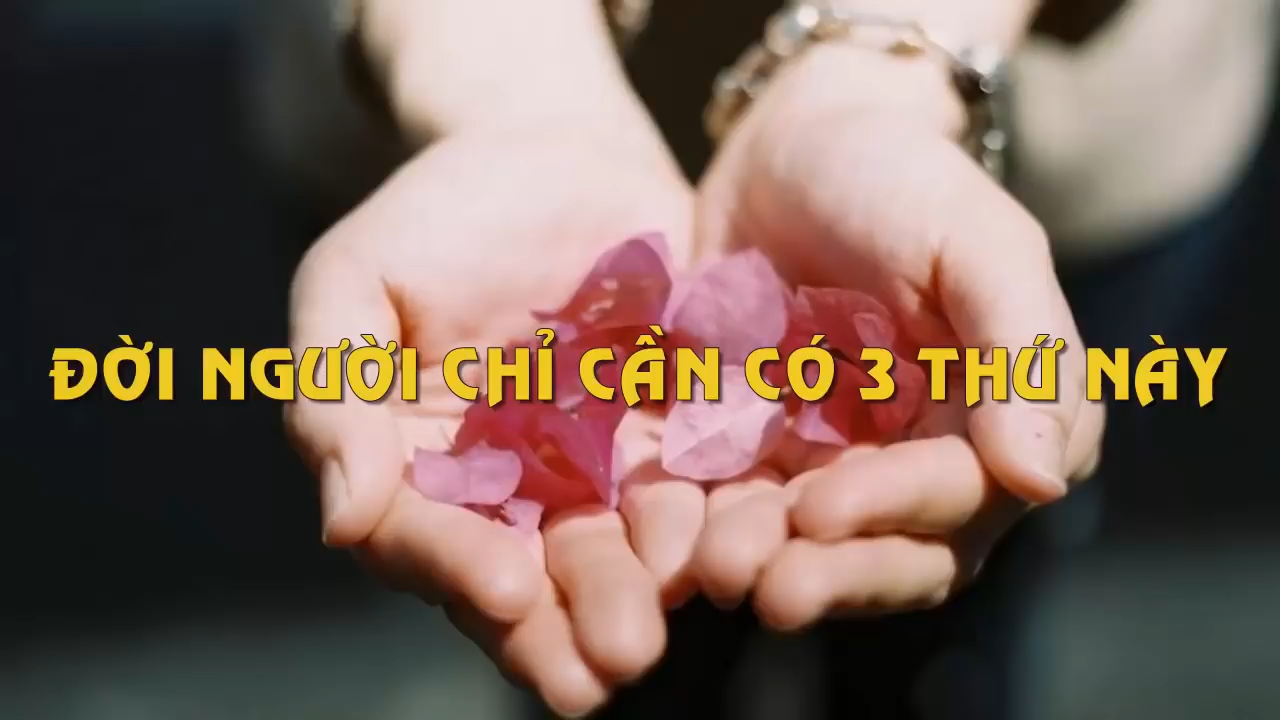 ĐỜI NGƯỜI CHỈ CẦN CÓ 3 THỨ NÀY